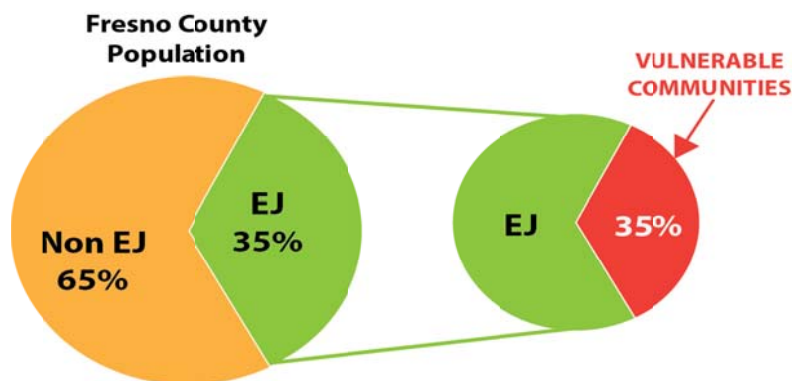 Fresno County
Population
VULNERABLE
COMMUNITIES
Non EJ
65%
EJ
35%
EJ
35%